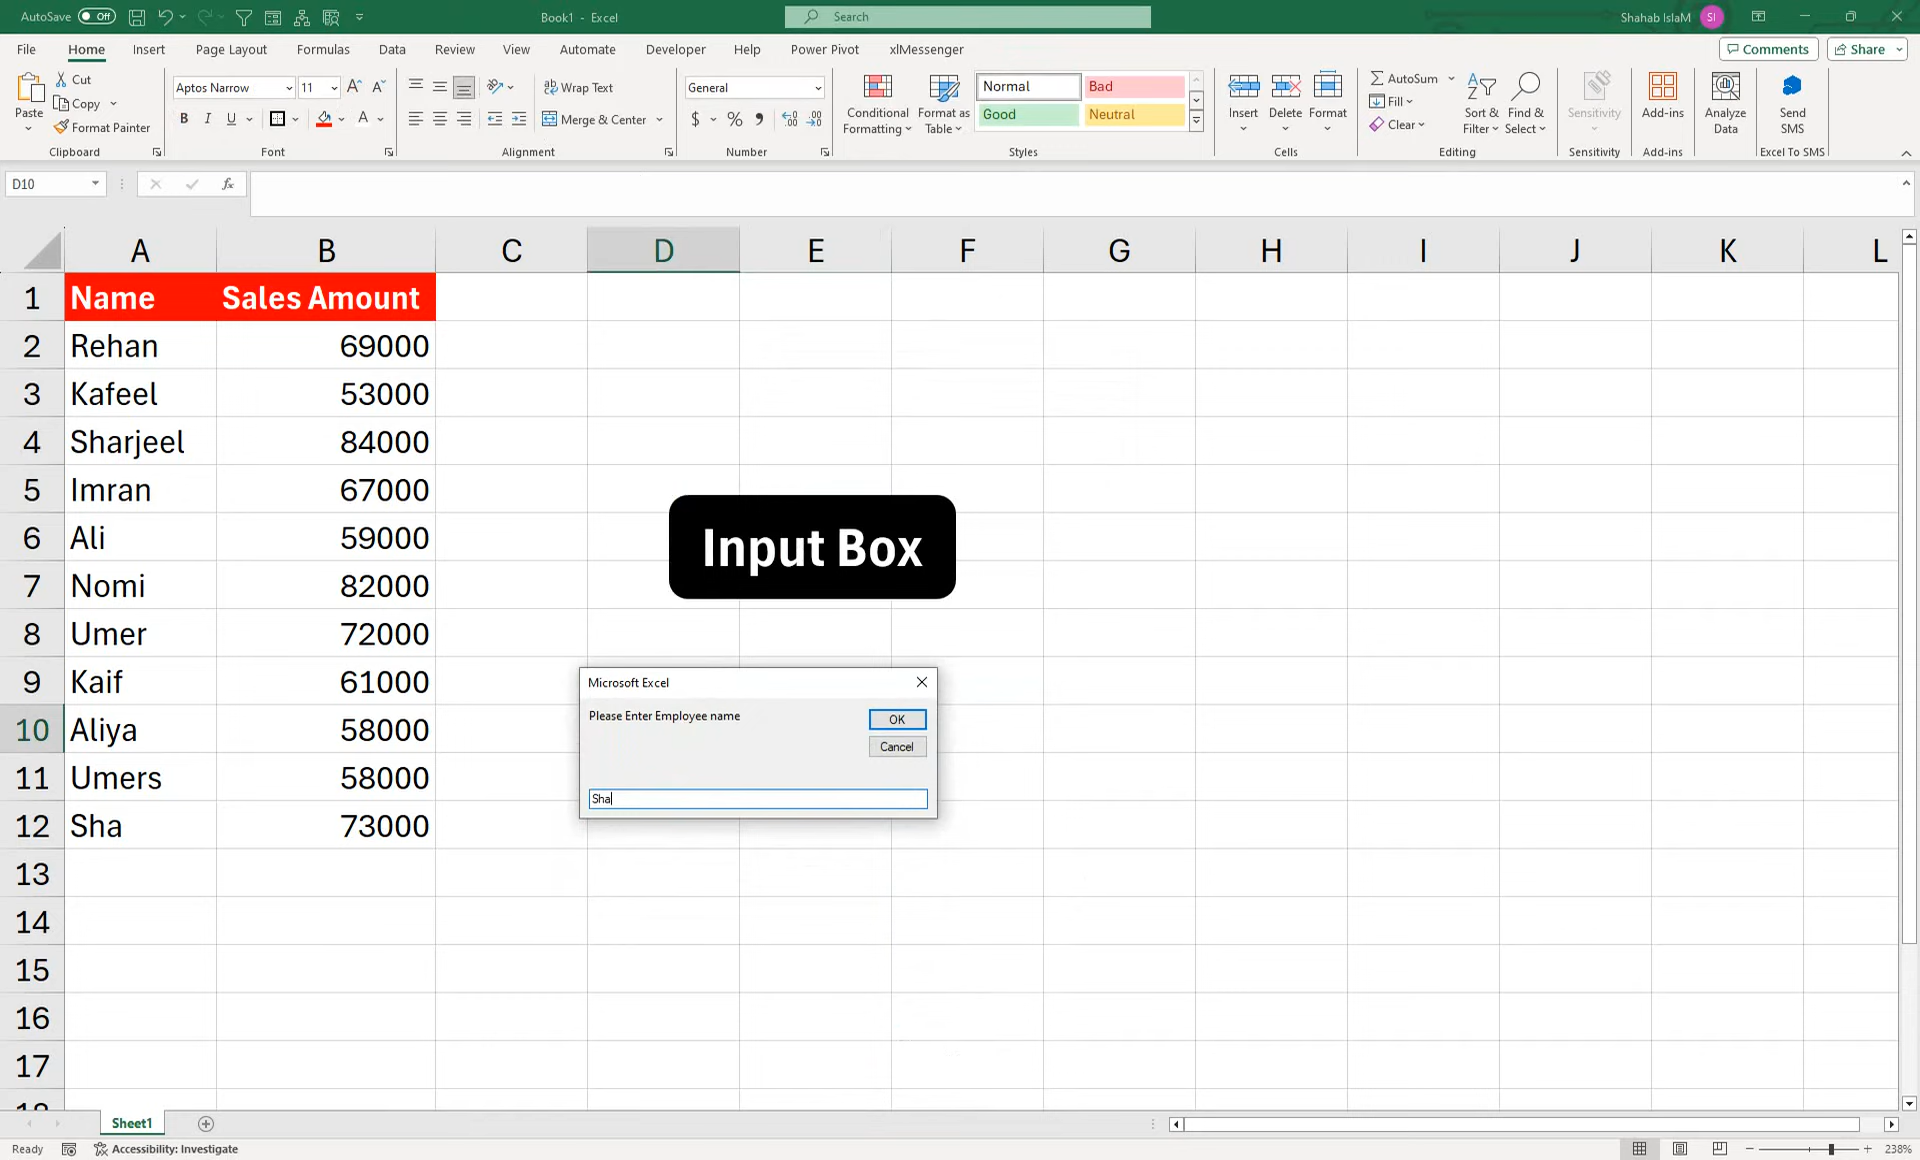 AutoSave Off
Book1 - Excel
Search
Shahab IslaM SI
File Home Insert Page Layout Formulas Data Review View Automate Developer Help Power Pivot xlMessenger
Comments Share
Paste
Cut
Copy
Format Painter
Clipboard
Aptos Narrow 11
B I U
Font
Wrap Text
Merge & Center
Alignment
General
$ % 9
Number
Conditional Formatting
Format as Table
Normal Bad
Good Neutral
Styles
Insert Delete Format
Cells
AutoSum
Fill
Clear
Sort & Filter
Find & Select
Editing
Sensitivity
Sensitivity
Add-ins
Add-ins
Analyze Data
Send SMS
Excel To SMS
D10 fx
A B C D E F G H I J K L
1 Name Sales Amount
2 Rehan 69000
3 Kafeel 53000
4 Sharjeel 84000
5 Imran 67000
6 Ali 59000
7 Nomi 82000
8 Umer 72000
9 Kaif 61000
10 Aliya 58000
11 Umers 58000
12 Sha 73000
13
14
15
16
17
Input Box
Microsoft Excel
Please Enter Employee name
OK
Cancel
Sha
Sheet1
Ready
Accessibility: Investigate
238%